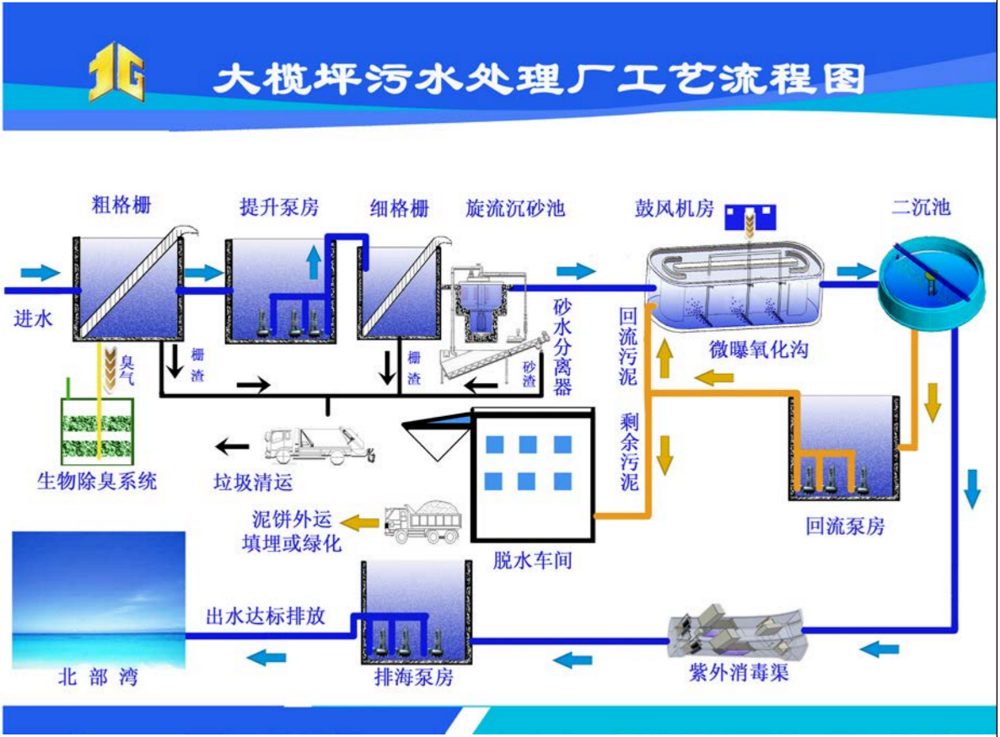 大榄坪污水处理厂工艺流程图
粗格栅
提升泵房
细格栅
旋流沉砂池
鼓风机房
二沉池
进水
臭气
栅渣
栅渣
砂渣
砂水分离器
回流污泥
微曝氧化沟
剩余污泥
生物除臭系统
垃圾清运
泥饼外运
填埋或绿化
脱水车间
回流泵房
出水达标排放
北部湾
排海泵房
紫外消毒渠